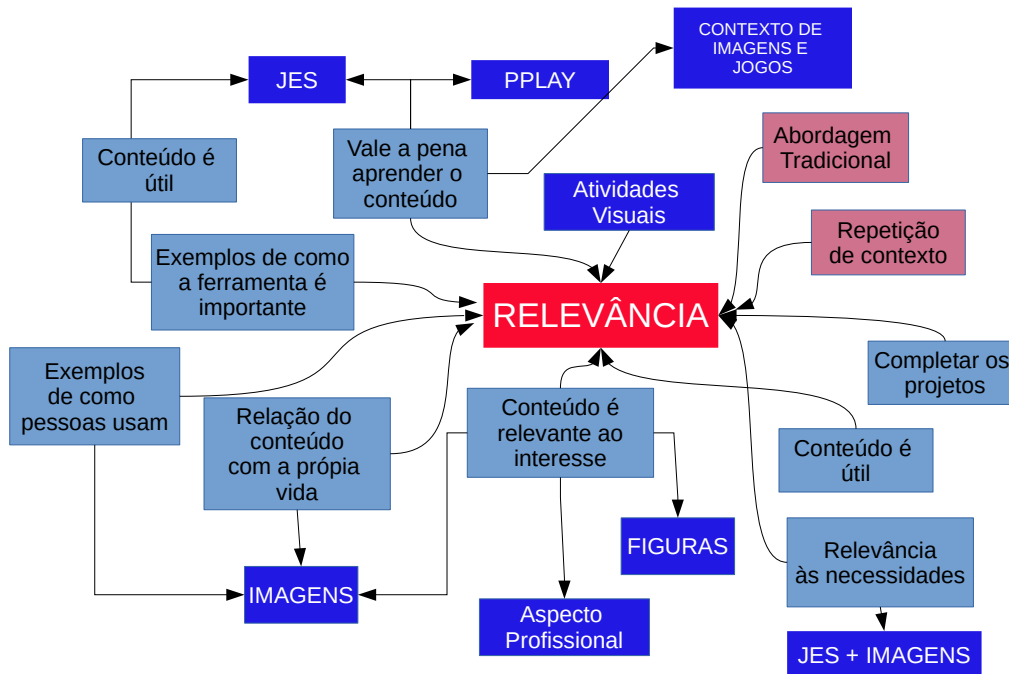 CONTEXTO DE
IMAGENS E
JOGOS
JES
PPLAY
Abordagem
Tradicional
Conteúdo é
útil
Vale a pena
aprender o
conteúdo
Atividades
Visuais
Repetição
de contexto
Exemplos de como
a ferramenta é
importante
RELEVÂNCIA
Exemplos
de como
pessoas usam
Completar os
projetos
Relação do
conteúdo
com a própia
vida
Conteúdo é
relevante ao
interesse
Conteúdo é
útil
FIGURAS
Relevância
às necessidades
IMAGENS
Aspecto
Profissional
JES + IMAGENS